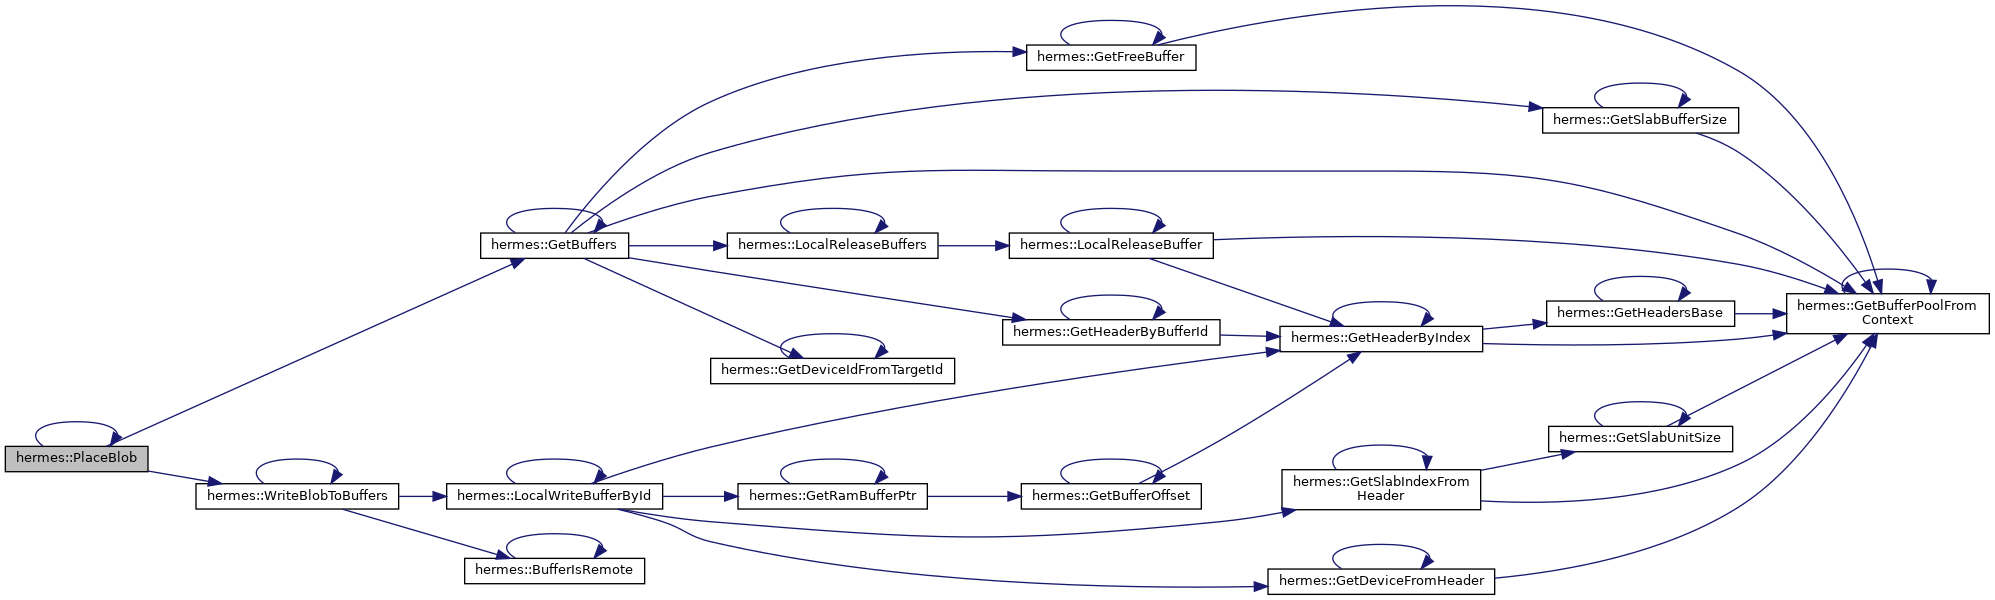 hermes::GetFreeBuffer
hermes::GetSlabBufferSize
hermes::GetBuffers
hermes::LocalReleaseBuffers
hermes::LocalReleaseBuffer
hermes::GetHeaderByBufferId
hermes::GetHeaderByIndex
hermes::GetHeadersBase
hermes::GetBufferPoolFrom
Context
hermes::GetDeviceIdFromTargetId
hermes::PlaceBlob
hermes::GetSlabUnitSize
hermes::WriteBlobToBuffers
hermes::LocalWriteBufferById
hermes::GetRamBufferPtr
hermes::GetBufferOffset
hermes::GetSlabIndexFrom
Header
hermes::BufferIsRemote
hermes::GetDeviceFromHeader